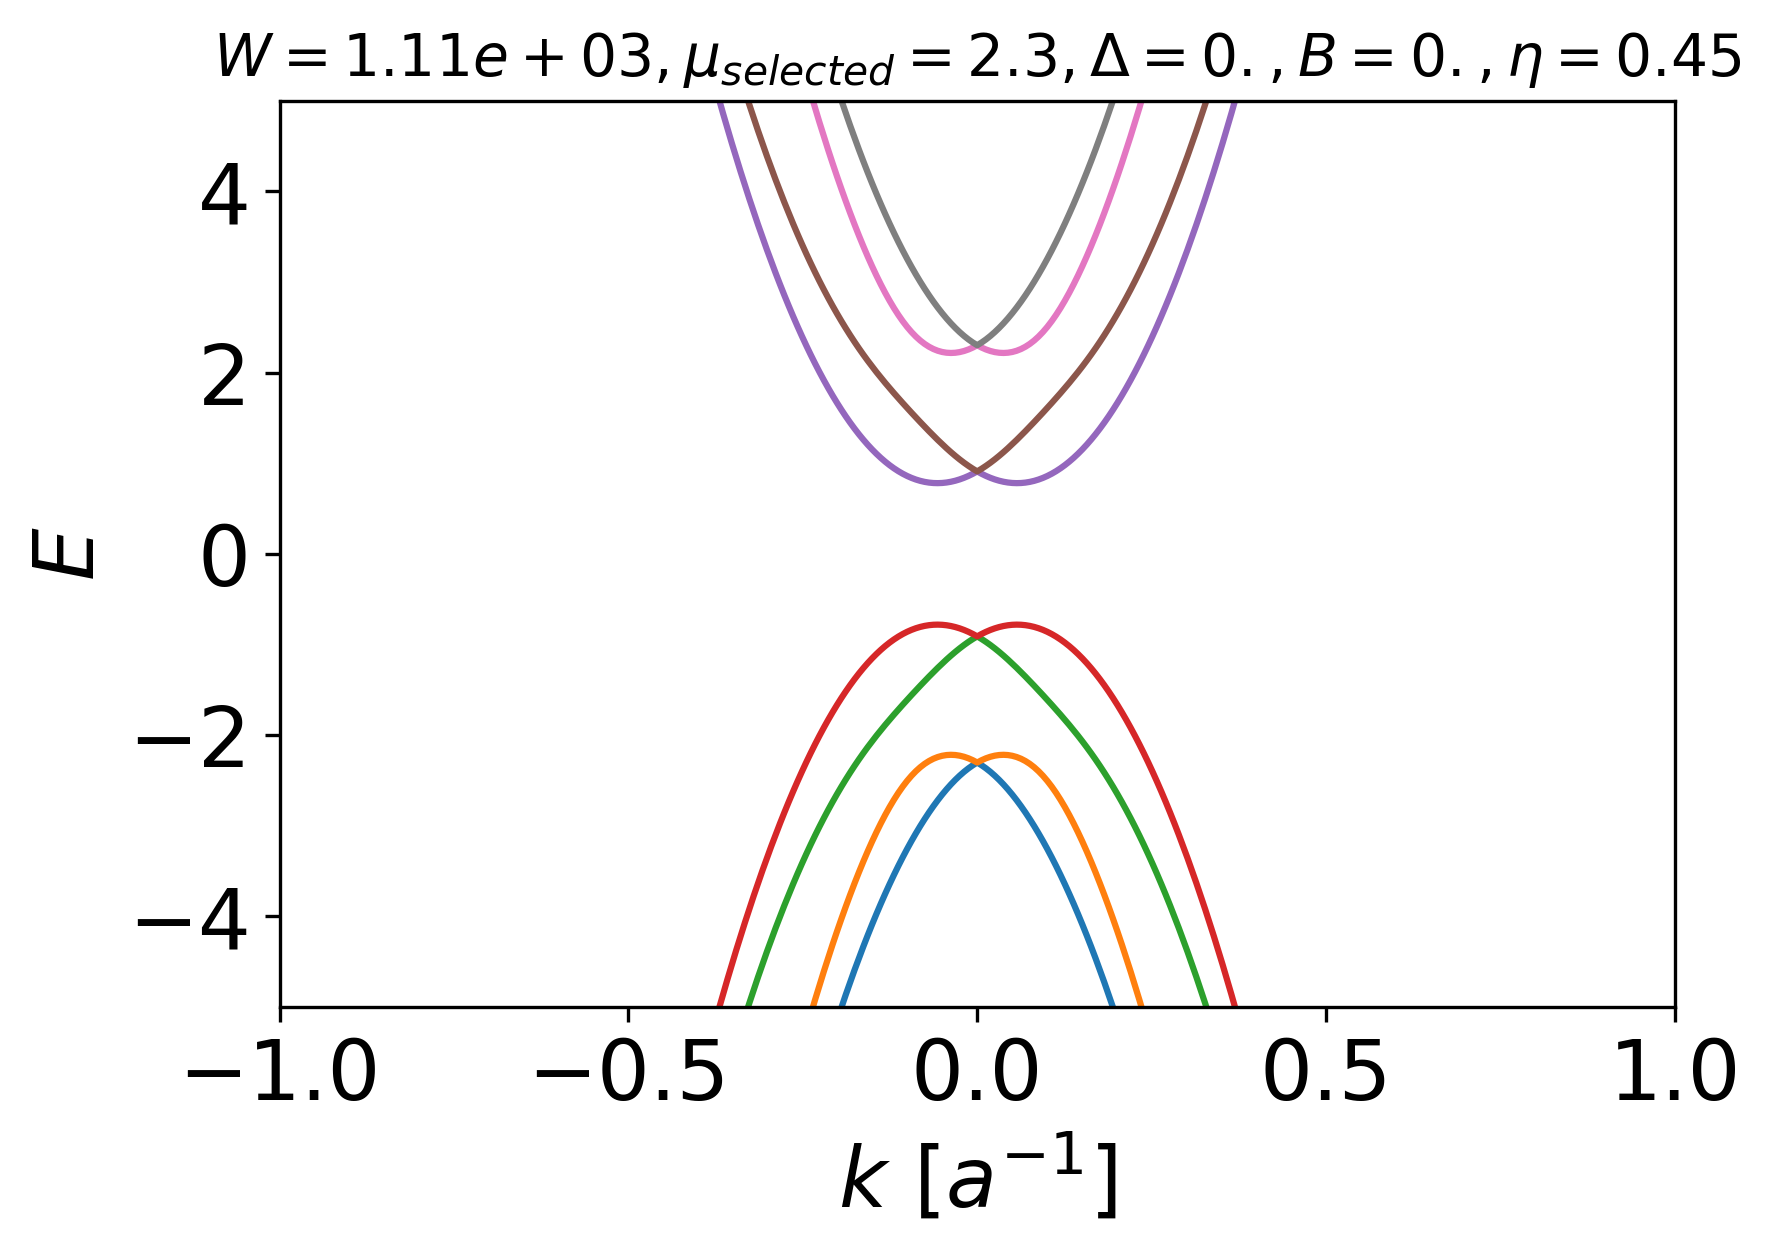 W = 1.11e + 03, μ_selected = 2.3, Δ = 0. , B = 0. , η = 0.45
4
2
0
−2
−4
E
−1.0 −0.5 0.0 0.5 1.0
k [a⁻¹]